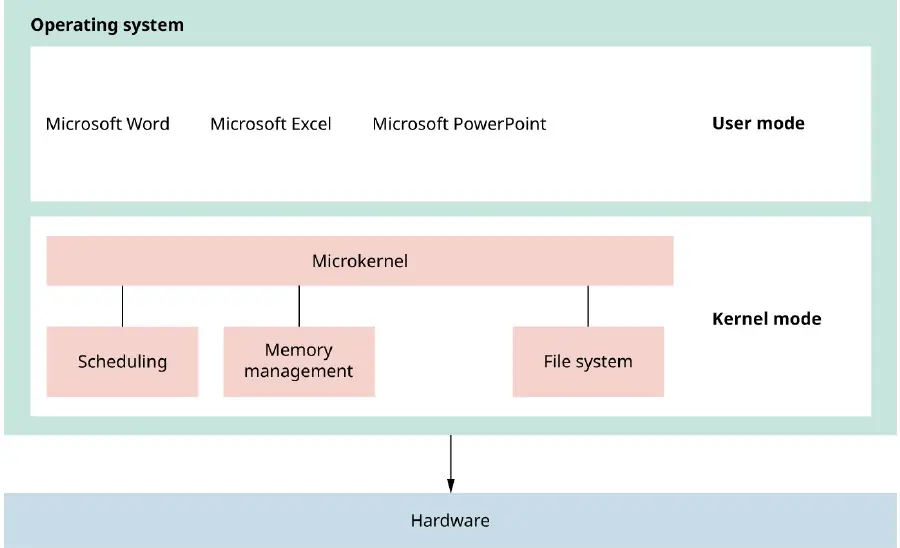 Operating system
Microsoft Word
Microsoft Excel
Microsoft PowerPoint
User mode
Microkernel
Kernel mode
Scheduling
Memory
management
File system
Hardware